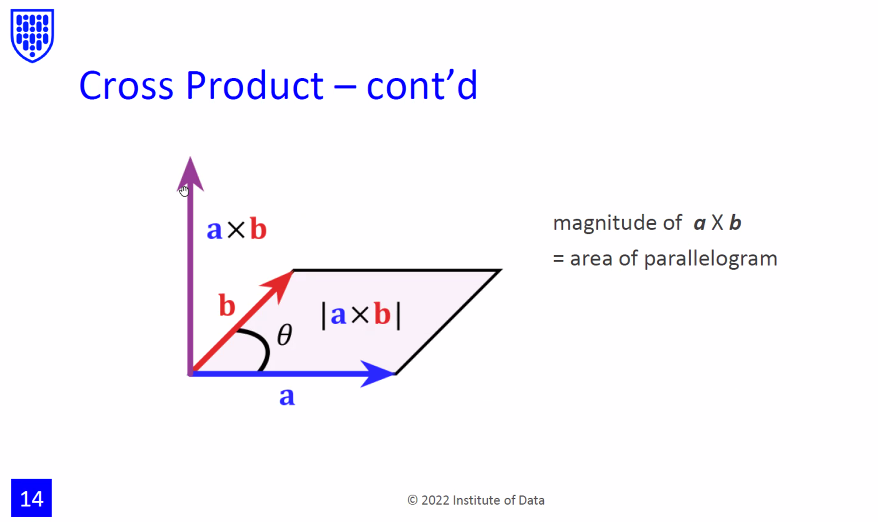 Cross Product – cont’d
a×b
magnitude of a X b
= area of parallelogram
b
θ
|a×b|
a
14
© 2022 Institute of Data